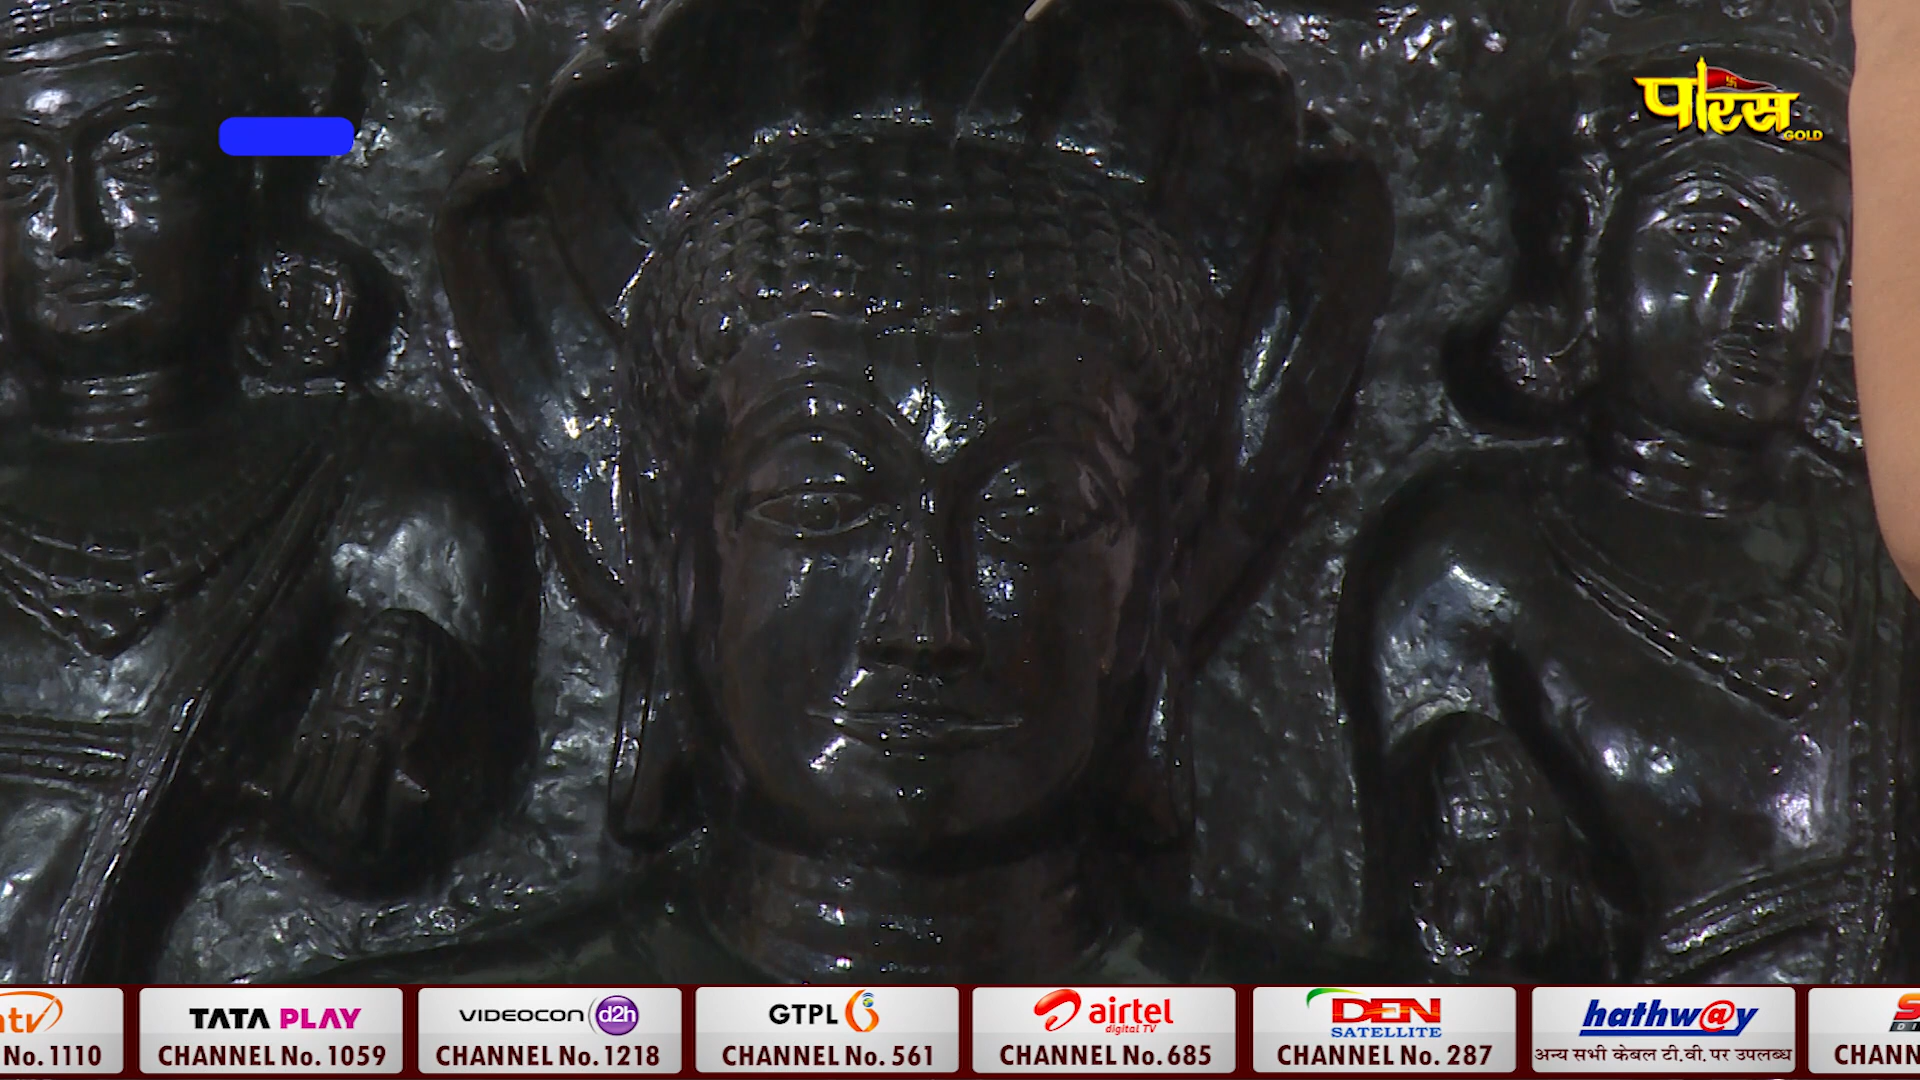 पारस
GOLD
No. 1110
TATA PLAY
CHANNEL No. 1059
VIDEOCON d2h
CHANNEL No. 1218
GTPL
CHANNEL No. 561
airtel
digital TV
CHANNEL No. 685
DEN
SATELLITE
CHANNEL No. 287
hathw@y
अन्य सभी केबल टी.वी. पर उपलब्ध